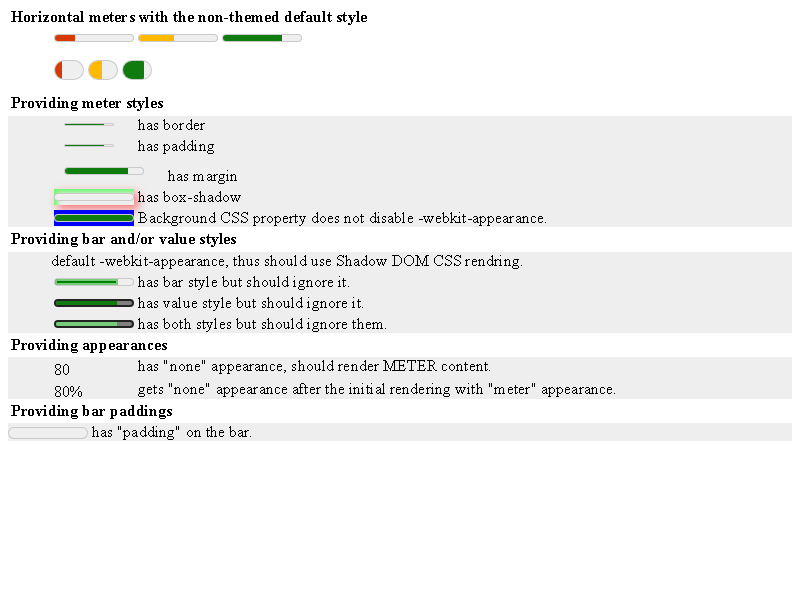 Horizontal meters with the non-themed default style
Providing meter styles
has border
has padding
has margin
has box-shadow
Background CSS property does not disable -webkit-appearance.
Providing bar and/or value styles
default -webkit-appearance, thus should use Shadow DOM CSS rendring.
has bar style but should ignore it.
has value style but should ignore it.
has both styles but should ignore them.
Providing appearances
80 has "none" appearance, should render METER content.
80% gets "none" appearance after the initial rendering with "meter" appearance.
Providing bar paddings
has "padding" on the bar.